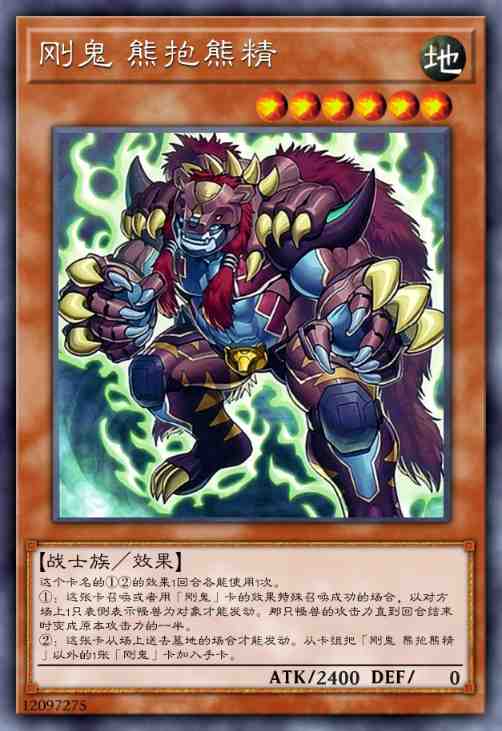 刚鬼 熊抱熊精
地
【战士族／效果】
这个卡名的①②的效果1回合各能使用1次。
①：这张卡召唤或者用「刚鬼」卡的效果特殊召唤成功的场合，以对方
场上1只表侧表示怪兽为对象才能发动。那只怪兽的攻击力直到回合结束
时变成原本攻击力的一半。
②：这张卡从场上送去墓地的场合才能发动。从卡组把「刚鬼 熊抱熊精
」以外的1张「刚鬼」卡加入手卡。
ATK/2400 DEF/ 0
12097275